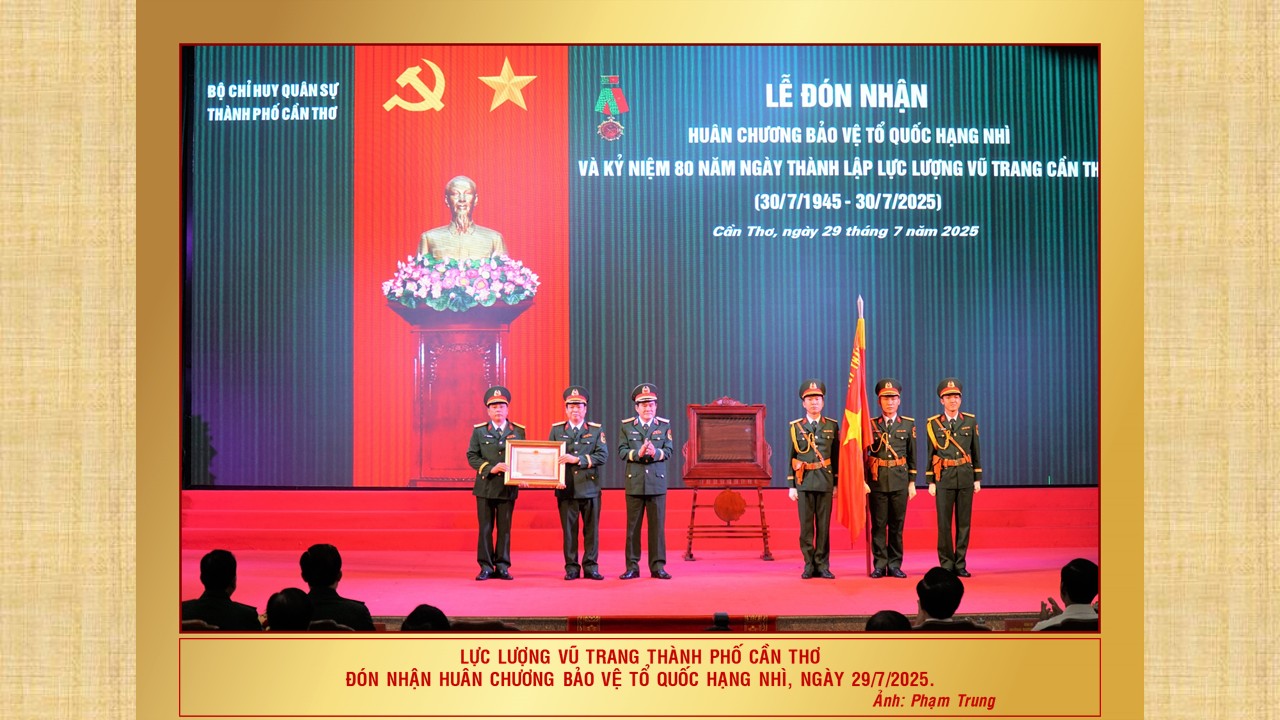 BỘ CHỈ HUY QUÂN SỰ
THÀNH PHỐ CẦN THƠ
LỄ ĐÓN NHẬN
HUÂN CHƯƠNG BẢO VỆ TỔ QUỐC HẠNG NHÌ
VÀ KỶ NIỆM 80 NĂM NGÀY THÀNH LẬP LỰC LƯỢNG VŨ TRANG CẦN TH
(30/7/1945 - 30/7/2025)
Cần Thơ, ngày 29 tháng 7 năm 2025
LỰC LƯỢNG VŨ TRANG THÀNH PHỐ CẦN THƠ
ĐÓN NHẬN HUÂN CHƯƠNG BẢO VỆ TỔ QUỐC HẠNG NHÌ, NGÀY 29/7/2025.
Ảnh: Phạm Trung